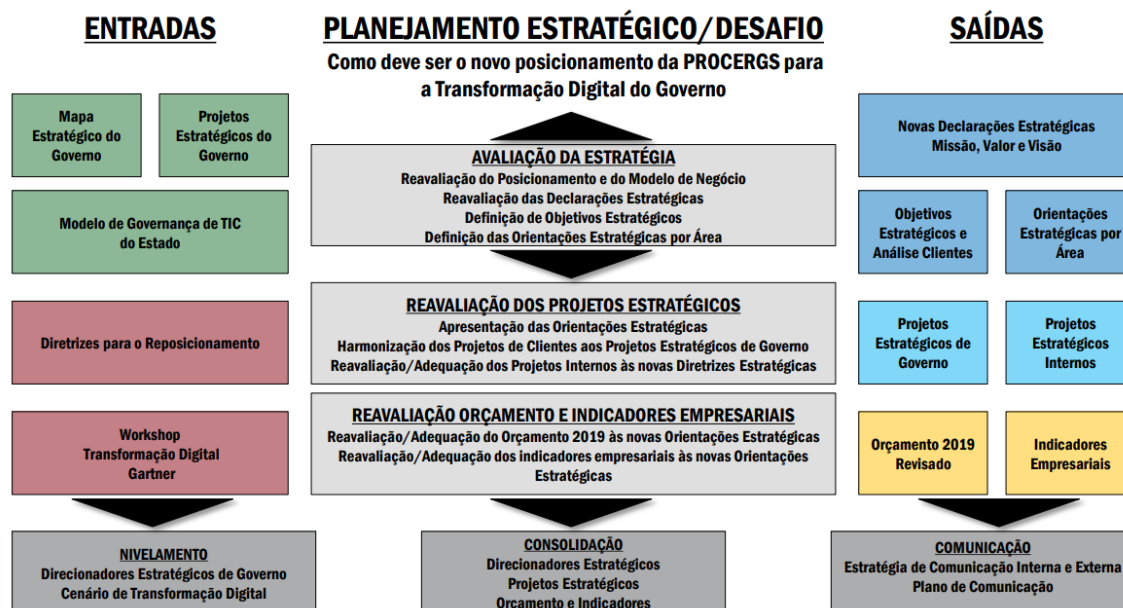 ENTRADAS
Mapa
Estratégico do
Governo
Projetos
Estratégicos do
Governo
Modelo de Governança de TIC
do Estado
Diretrizes para o Reposicionamento
Workshop
Transformação Digital
Gartner
NIVELAMENTO
Direcionadores Estratégicos de Governo
Cenário de Transformação Digital
PLANEJAMENTO ESTRATÉGICO/DESAFIO
Como deve ser o novo posicionamento da PROCERGS para
a Transformação Digital do Governo
AVALIAÇÃO DA ESTRATÉGIA
Reavaliação do Posicionamento e do Modelo de Negócio
Reavaliação das Declarações Estratégicas
Definição de Objetivos Estratégicos
Definição das Orientações Estratégicas por Área
REAVALIAÇÃO DOS PROJETOS ESTRATÉGICOS
Apresentação das Orientações Estratégicas
Harmonização dos Projetos de Clientes aos Projetos Estratégicos de Governo
Reavaliação/Adequação dos Projetos Internos às novas Diretrizes Estratégicas
REAVALIAÇÃO ORÇAMENTO E INDICADORES EMPRESARIAIS
Reavaliação/Adequação do Orçamento 2019 às novas Orientações Estratégicas
Reavaliação/Adequação dos indicadores empresariais às novas Orientações
Estratégicas
CONSOLIDAÇÃO
Direcionadores Estratégicos
Projetos Estratégicos
Orçamento e Indicadores
SAÍDAS
Novas Declarações Estratégicas
Missão, Valor e Visão
Objetivos
Estratégicos e
Análise Clientes
Orientações
Estratégicas por
Área
Projetos
Estratégicos de
Governo
Projetos
Estratégicos
Internos
Orçamento 2019
Revisado
Indicadores
Empresariais
COMUNICAÇÃO
Estratégia de Comunicação Interna e Externa
Plano de Comunicação